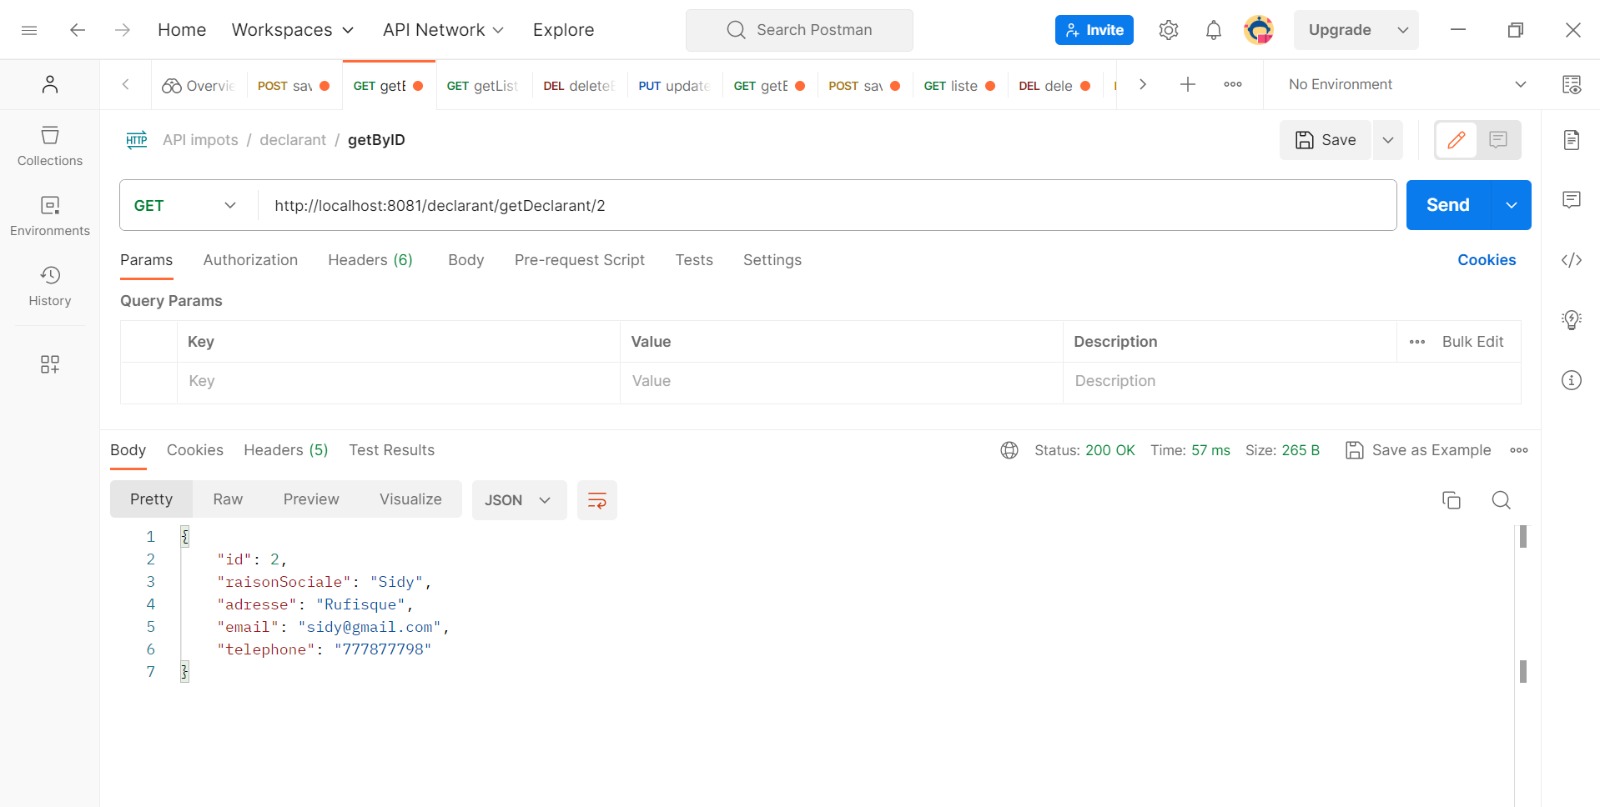 Home Workspaces API Network Explore Search Postman Invite Upgrade
Overvie POST sav GET getE GET getList DEL delete PUT update GET getE POST sav GET liste DEL dele No Environment
HTTP API impots / declarant / getByID Save
Collections
Environments
History
GET http://localhost:8081/declarant/getDeclarant/2 Send
Params Authorization Headers (6) Body Pre-request Script Tests Settings Cookies
Query Params
Key Value Description Bulk Edit
Key Value Description
Body Cookies Headers (5) Test Results Status: 200 OK Time: 57 ms Size: 265 B Save as Example
Pretty Raw Preview Visualize JSON
1 {
2 "id": 2,
3 "raisonSociale": "Sidy",
4 "adresse": "Rufisque",
5 "email": "sidy@gmail.com",
6 "telephone": "777877798"
7 }